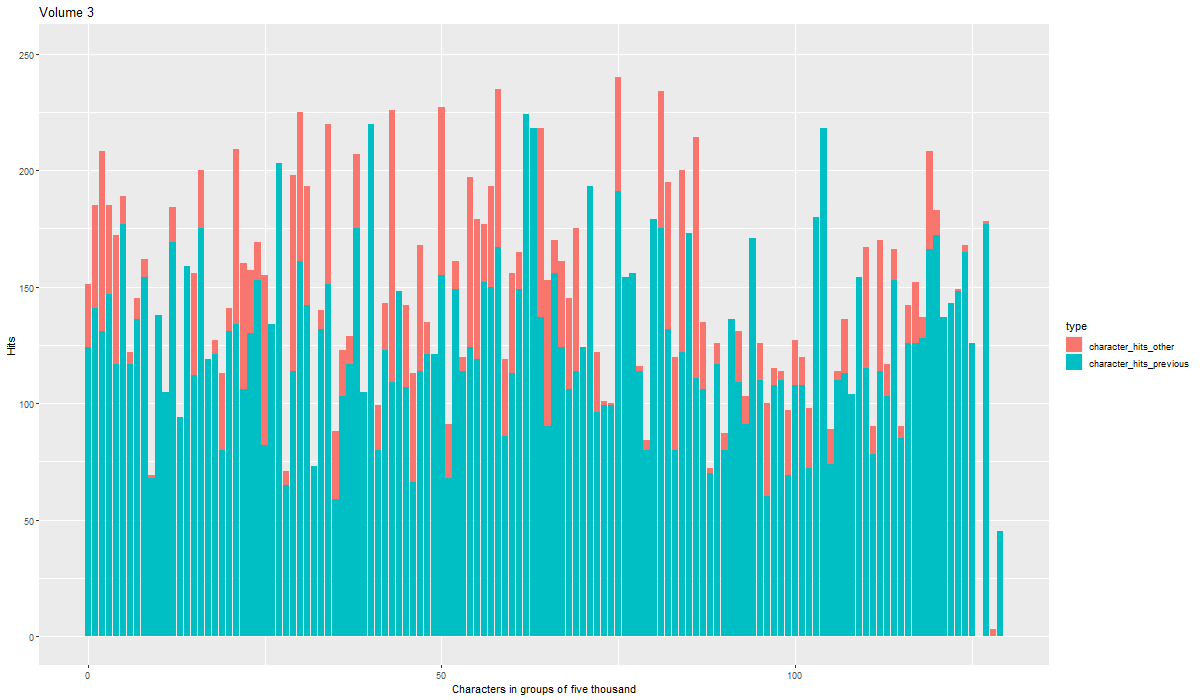 Volume 3
250
200
150
100
50
0
Hits
0
50
100
Characters in groups of five thousand
type
character_hits_other
character_hits_previous